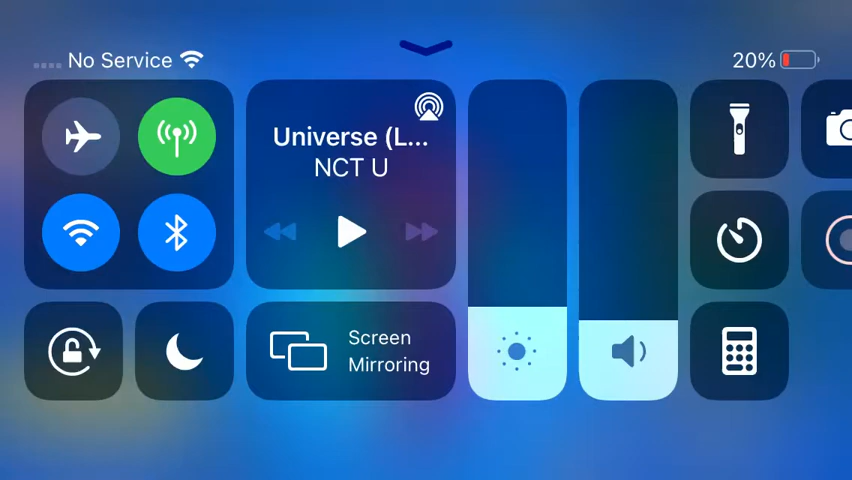 No Service
20%
Universe (L...
NCT U
Screen
Mirroring